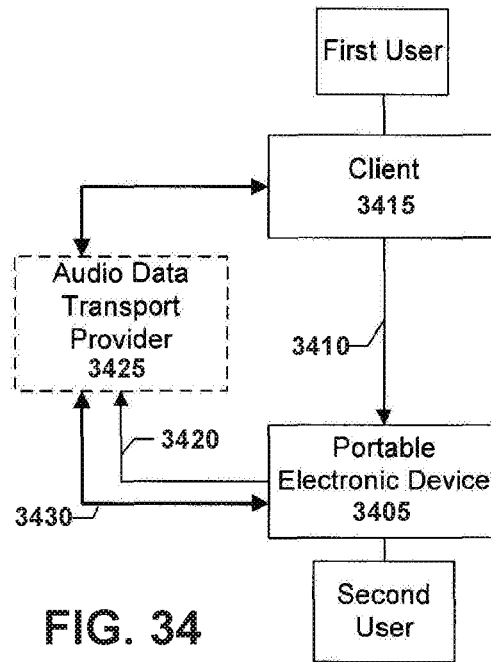 First User
Client
3415
Audio Data
Transport
Provider
3425
3410
3420
3430
Portable
Electronic Device
3405
Second
User
FIG. 34